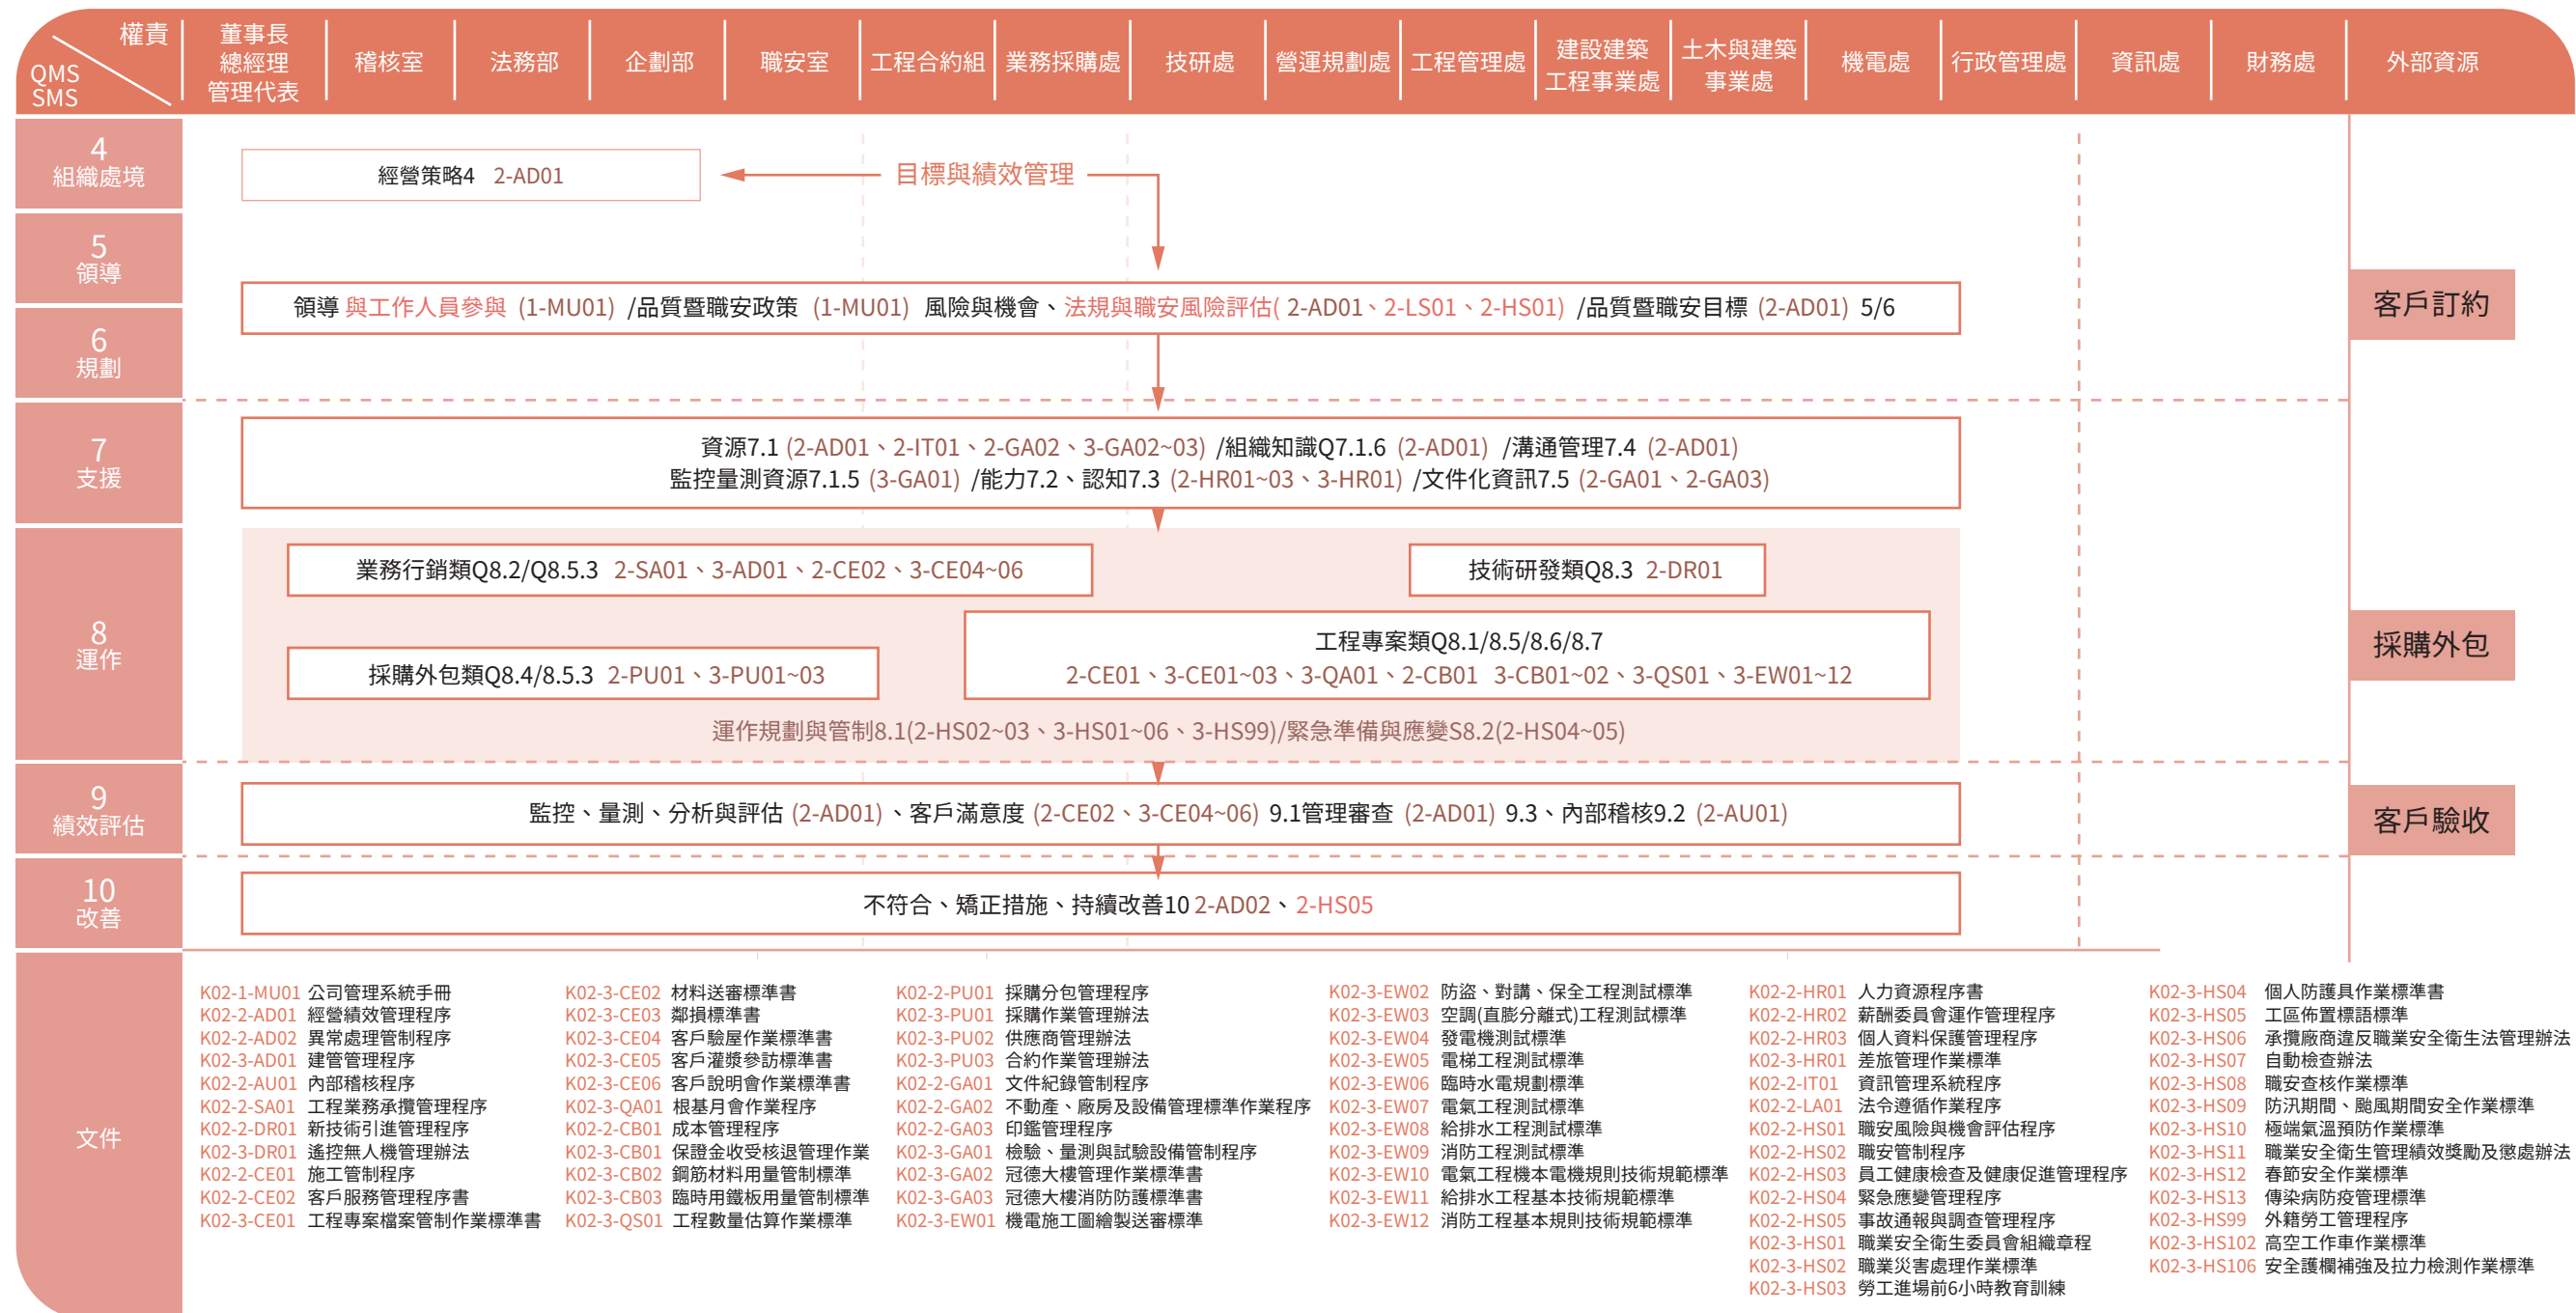 權責
QMS
SMS
董事長
總經理
管理代表
稽核室
法務部
企劃部
職安室
工程合約組
業務採購處
技研處
營運規劃處
工程管理處
建設建築
工程事業處
土木與建築
事業處
機電處
行政管理處
資訊處
財務處
外部資源
4
組織處境
經營策略4 2-AD01
目標與績效管理
5
領導
領導 與工作人員參與 (1-MU01) /品質暨職安政策 (1-MU01) 風險與機會、法規與職安風險評估( 2-AD01、2-LS01、2-HS01) /品質暨職安目標 (2-AD01) 5/6
客戶訂約
6
規劃
7
支援
資源7.1 (2-AD01、2-IT01、2-GA02、3-GA02~03) /組織知識Q7.1.6 (2-AD01) /溝通管理7.4 (2-AD01)
監控量測資源7.1.5 (3-GA01) /能力7.2、認知7.3 (2-HR01~03、3-HR01) /文件化資訊7.5 (2-GA01、2-GA03)
8
運作
業務行銷類Q8.2/Q8.5.3 2-SA01、3-AD01、2-CE02、3-CE04~06
技術研發類Q8.3 2-DR01
採購外包類Q8.4/8.5.3 2-PU01、3-PU01~03
工程專案類Q8.1/8.5/8.6/8.7
2-CE01、3-CE01~03、3-QA01、2-CB01 3-CB01~02、3-QS01、3-EW01~12
運作規劃與管制8.1(2-HS02~03、3-HS01~06、3-HS99)/緊急準備與應變S8.2(2-HS04~05)
採購外包
9
績效評估
監控、量測、分析與評估 (2-AD01) 、客戶滿意度 (2-CE02、3-CE04~06) 9.1管理審查 (2-AD01) 9.3、內部稽核9.2 (2-AU01)
客戶驗收
10
改善
不符合、矯正措施、持續改善10 2-AD02、2-HS05
文件
K02-1-MU01 公司管理系統手冊
K02-2-AD01 經營績效管理程序
K02-2-AD02 異常處理管制程序
K02-3-AD01 建管管理程序
K02-2-AU01 內部稽核程序
K02-2-SA01 工程業務承攬管理程序
K02-2-DR01 新技術引進管理程序
K02-3-DR01 遙控無人機管理辦法
K02-2-CE01 施工管制程序
K02-2-CE02 客戶服務管理程序書
K02-3-CE01 工程專案檔案管制作業標準書
K02-3-CE02 材料送審標準書
K02-3-CE03 鄰損標準書
K02-3-CE04 客戶驗屋作業標準書
K02-3-CE05 客戶灌漿參訪標準書
K02-3-CE06 客戶說明會作業標準書
K02-3-QA01 根基月會作業程序
K02-2-CB01 成本管理程序
K02-3-CB01 保證金收受核退管理作業
K02-3-CB02 鋼筋材料用量管制標準
K02-3-CB03 臨時用鐵板用量管制標準
K02-3-QS01 工程數量估算作業標準
K02-2-PU01 採購分包管理程序
K02-3-PU01 採購作業管理辦法
K02-3-PU02 供應商管理辦法
K02-3-PU03 合約作業管理辦法
K02-2-GA01 文件紀錄管制程序
K02-2-GA02 不動產、廠房及設備管理標準作業程序
K02-2-GA03 印鑑管理程序
K02-3-GA01 檢驗、量測與試驗設備管制程序
K02-3-GA02 冠德大樓管理作業標準書
K02-3-GA03 冠德大樓消防防護標準書
K02-3-EW01 機電施工圖繪製送審標準
K02-3-EW02 防盜、對講、保全工程測試標準
K02-3-EW03 空調(直膨分離式)工程測試標準
K02-3-EW04 發電機測試標準
K02-3-EW05 電梯工程測試標準
K02-3-EW06 臨時水電規劃標準
K02-3-EW07 電氣工程測試標準
K02-3-EW08 給排水工程測試標準
K02-3-EW09 消防工程測試標準
K02-3-EW10 電氣工程機本電機規則技術規範標準
K02-3-EW11 給排水工程基本技術規範標準
K02-3-EW12 消防工程基本規則技術規範標準
K02-2-HR01 人力資源程序書
K02-2-HR02 薪酬委員會運作管理程序
K02-2-HR03 個人資料保護管理程序
K02-3-HR01 差旅管理作業標準
K02-2-IT01 資訊管理系統程序
K02-2-LA01 法令遵循作業程序
K02-2-HS01 職安風險與機會評估程序
K02-2-HS02 職安管制程序
K02-2-HS03 員工健康檢查及健康促進管理程序
K02-2-HS04 緊急應變管理程序
K02-2-HS05 事故通報與調查管理程序
K02-3-HS01 職業安全衛生委員會組織章程
K02-3-HS02 職業災害處理作業標準
K02-3-HS03 勞工進場前6小時教育訓練
K02-3-HS04 個人防護具作業標準書
K02-3-HS05 工區佈置標語標準
K02-3-HS06 承攬廠商違反職業安全衛生法管理辦法
K02-3-HS07 自動檢查辦法
K02-3-HS08 職安查核作業標準
K02-3-HS09 防汛期間、颱風期間安全作業標準
K02-3-HS10 極端氣溫預防作業標準
K02-3-HS11 職業安全衛生管理績效獎勵及懲處辦法
K02-3-HS12 春節安全作業標準
K02-3-HS13 傳染病防疫管理標準
K02-3-HS99 外籍勞工管理程序
K02-3-HS102 高空工作車作業標準
K02-3-HS106 安全護欄補強及拉力檢測作業標準